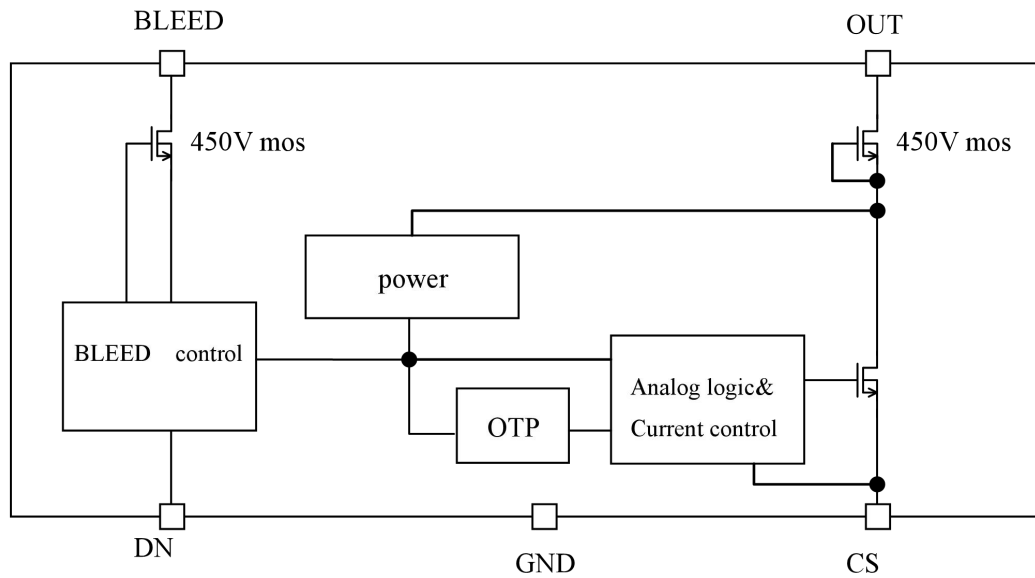 BLEED
OUT
450V mos
450V mos
power
BLEED control
Analog logic&
Current control
OTP
DN
GND
CS